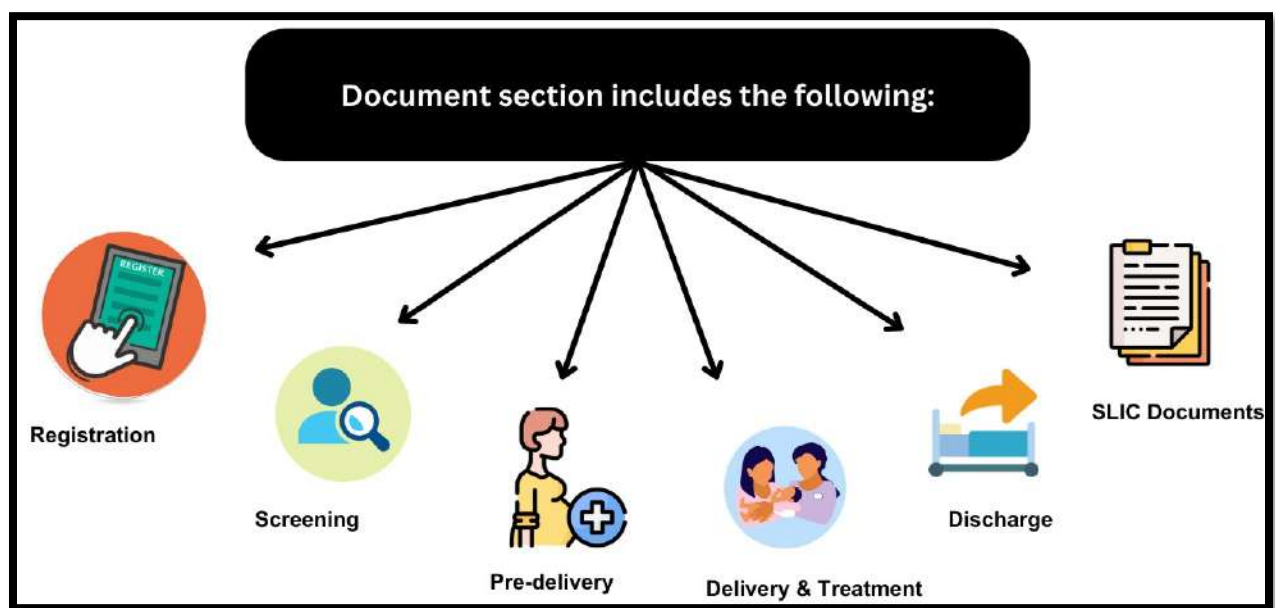 Document section includes the following:
REGISTER
Registration
Screening
Pre-delivery
Delivery & Treatment
Discharge
SLIC Documents